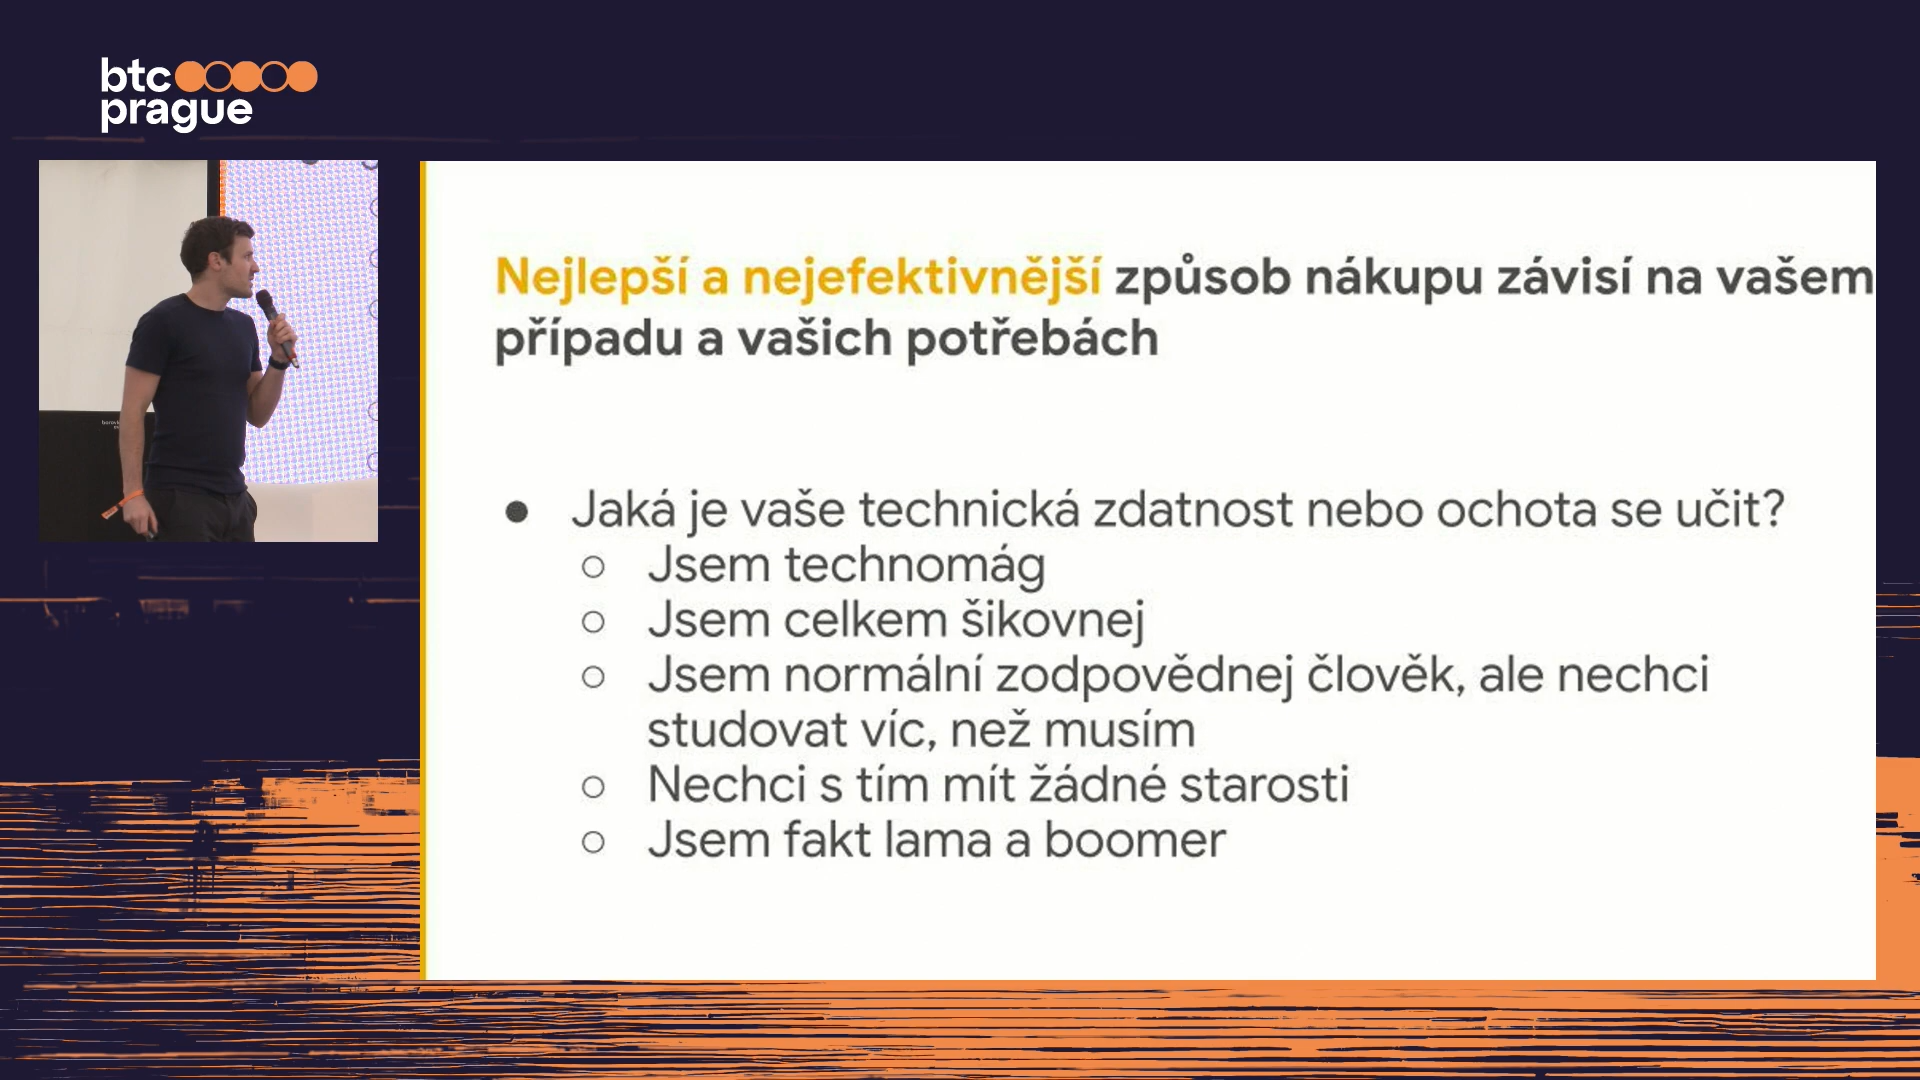 btc
prague
Nejlepší a nejefektivnější způsob nákupu závisí na vašem
případu a vašich potřebách
● Jaká je vaše technická zdatnost nebo ochota se učit?
○ Jsem technomág
○ Jsem celkem šikovnej
○ Jsem normální zodpovědnej člověk, ale nechci
studovat víc, než musím
○ Nechci s tím mít žádné starosti
○ Jsem fakt lama a boomer